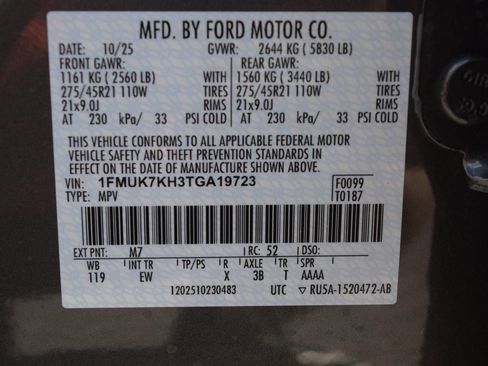 MFD. BY FORD MOTOR CO.
DATE: 10/25 GVWR: 2644 KG (5830 LB)
FRONT GAWR: REAR GAWR:
1161 KG (2560 LB) WITH 1560 KG (3440 LB) WITH
275/45R21 110W TIRES 275/45R21 110W TIRES
21x9.0J RIMS 21x9.0J RIMS
AT 230 kPa/ 33 PSI COLD AT 230 kPa/ 33 PSI COLD
THIS VEHICLE CONFORMS TO ALL APPLICABLE FEDERAL MOTOR
VEHICLE SAFETY AND THEFT PREVENTION STANDARDS IN
EFFECT ON THE DATE OF MANUFACTURE SHOWN ABOVE.
VIN: 1FMUK7KH3TGA19723 F0099
TYPE: MPV T0187
EXT PNT: M7 RC: 52 DSO:
WB INT TR TP/PS R AXLE TR SPR
119 EW X 3B T AAAA
1202510230483 UTC RU5A-1520472-AB